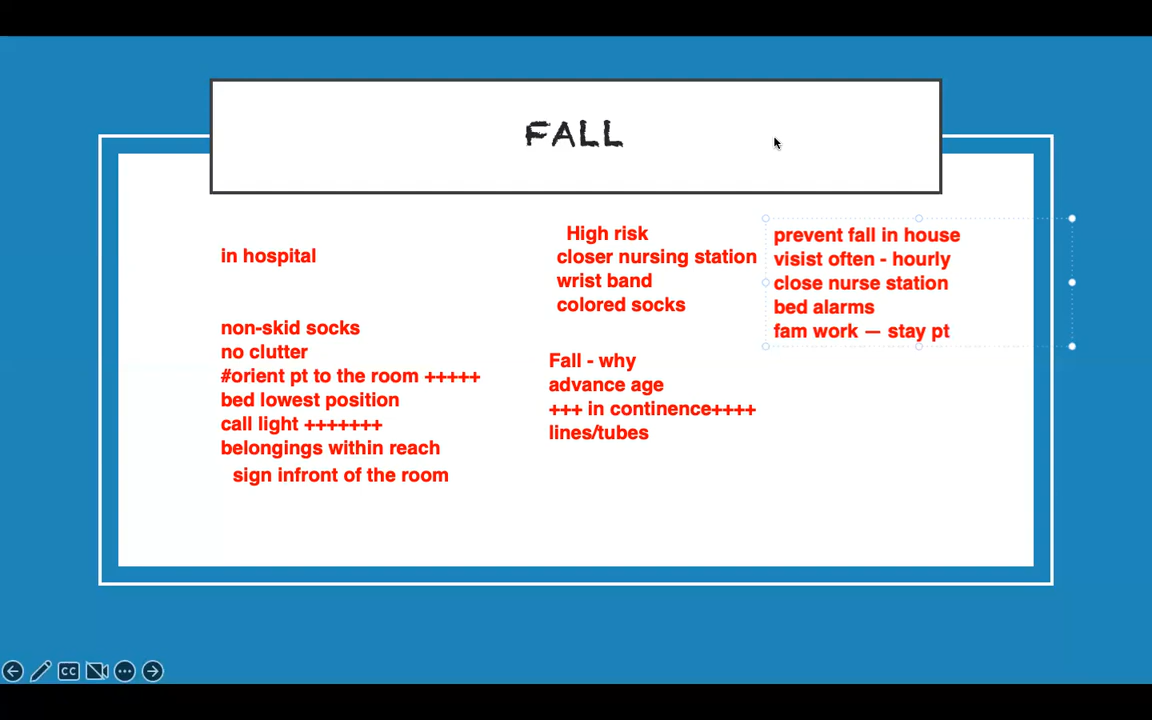 FALL
in hospital
non-skid socks
no clutter
#orient pt to the room +++++
bed lowest position
call light +++++++
belongings within reach
sign infront of the room
High risk
closer nursing station
wrist band
colored socks
Fall - why
advance age
+++ in continence++++
lines/tubes
prevent fall in house
visist often - hourly
close nurse station
bed alarms
fam work — stay pt
CC